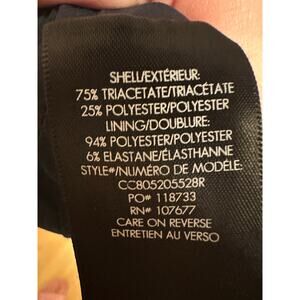 SHELL/EXTÉRIEUR:
75% TRIACETATE/TRIACÉTATE
25% POLYESTER/POLYESTER
LINING/DOUBLURE:
94% POLYESTER/POLYESTER
6% ELASTANE/ÉLASTHANNE
STYLE#/NUMÉRO DE MODÉLE:
CC805205528R
PO# 118733
RN# 107677
CARE ON REVERSE
ENTRETIEN AU VERSO